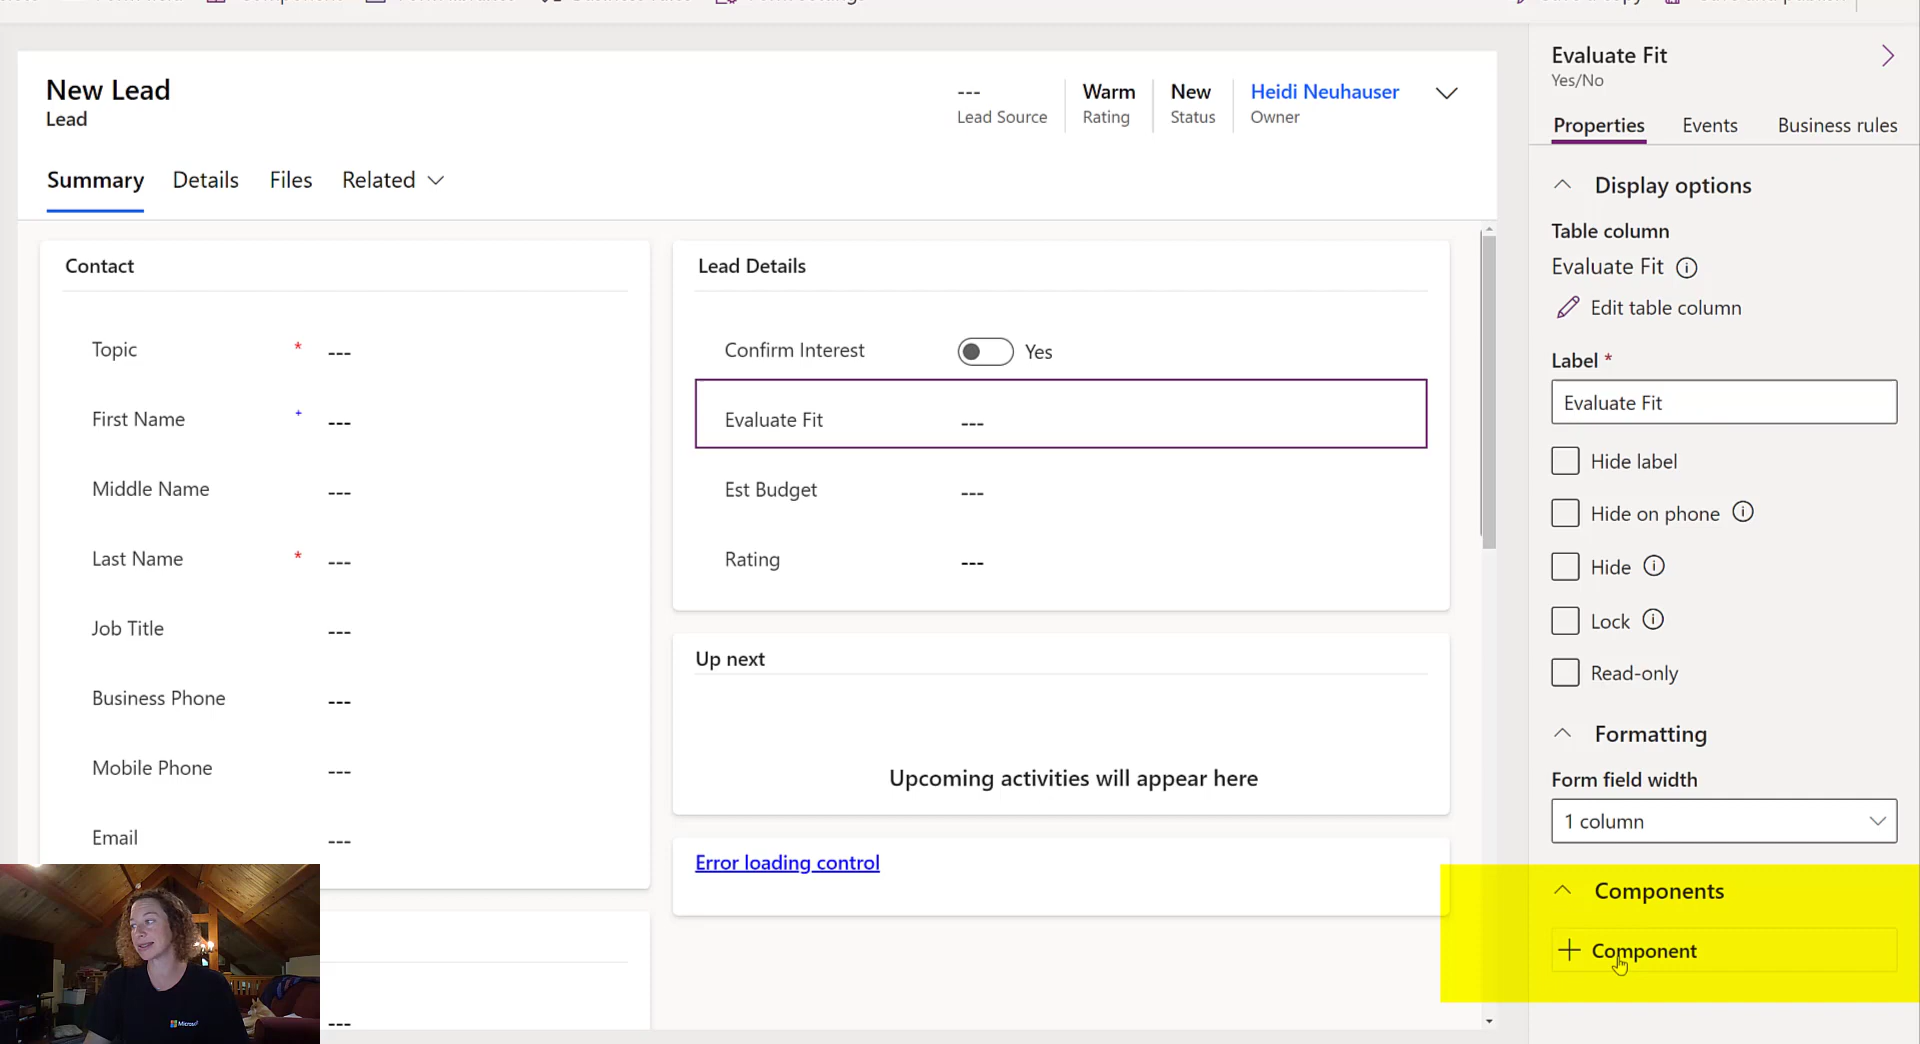 New Lead
Lead
---
Lead Source
Warm
Rating
New
Status
Heidi Neuhauser
Owner
Summary
Details
Files
Related
Contact
Topic * ---
First Name + ---
Middle Name ---
Last Name * ---
Job Title ---
Business Phone ---
Mobile Phone ---
Email ---
---
Lead Details
Confirm Interest Yes
Evaluate Fit ---
Est Budget ---
Rating ---
Up next
Upcoming activities will appear here
Error loading control
Evaluate Fit
Yes/No
Properties
Events
Business rules
Display options
Table column
Evaluate Fit
Edit table column
Label *
Evaluate Fit
Hide label
Hide on phone
Hide
Lock
Read-only
Formatting
Form field width
1 column
Components
Component
Microsoft